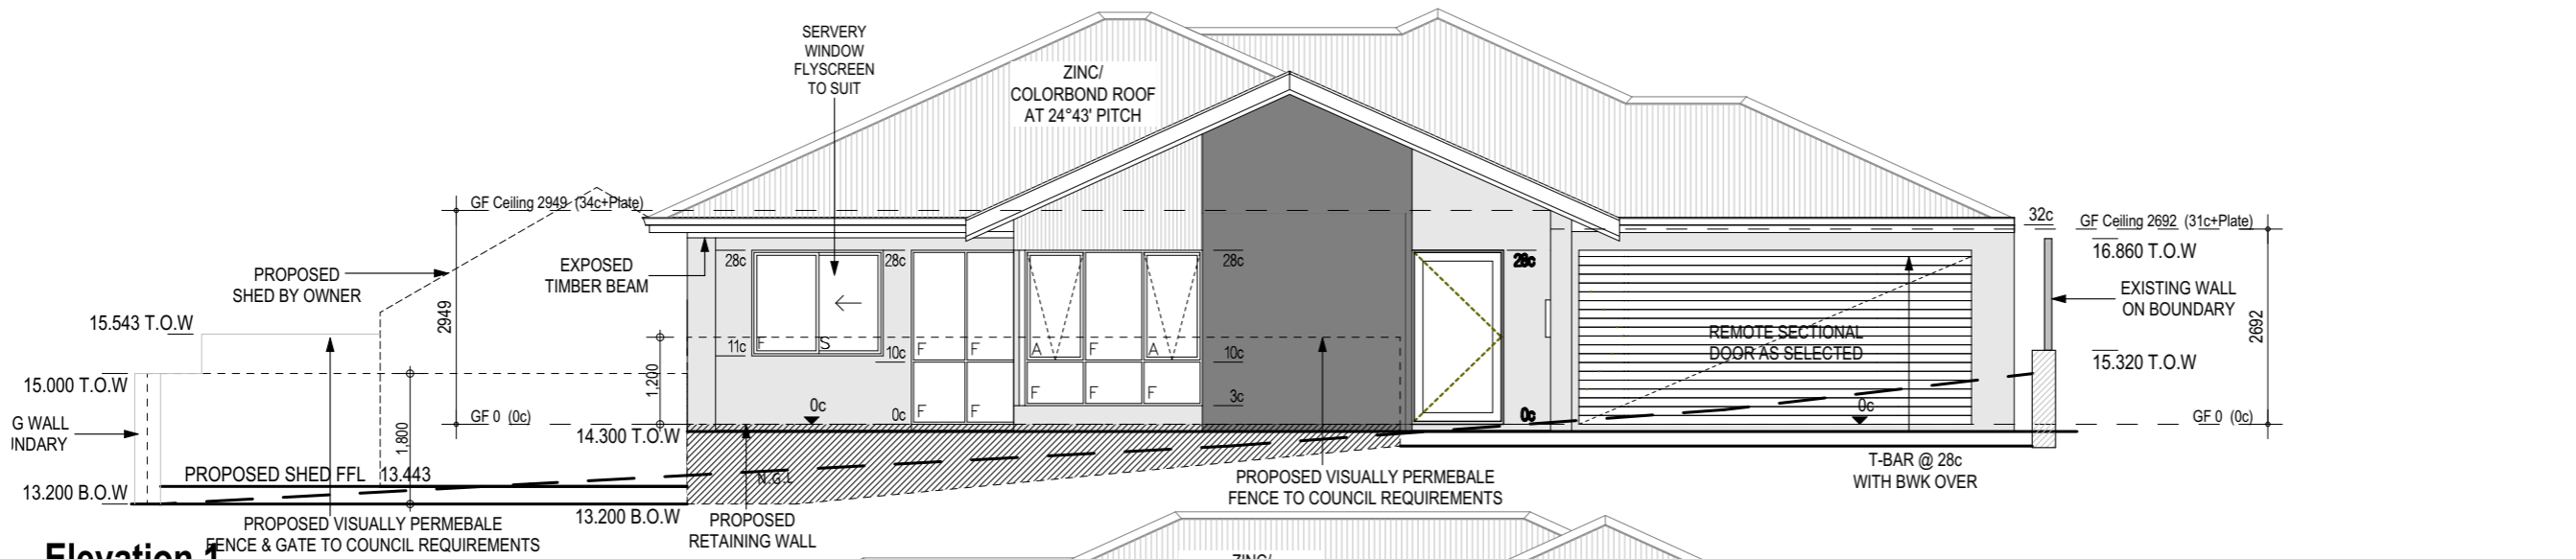 SERVERY
WINDOW
FLYSCREEN
TO SUIT
ZINC/
COLORBOND ROOF
AT 24°43' PITCH
GF Ceiling 2949 (34c+Plate)
32c
GF Ceiling 2692 (31c+Plate)
16.860 T.O.W
PROPOSED
SHED BY OWNER
EXPOSED
TIMBER BEAM
28c
28c
28c
28c
EXISTING WALL
ON BOUNDARY
2949
15.543 T.O.W
2692
REMOTE SECTIONAL
DOOR AS SELECTED
11c
F
S
10c
F
F
A
F
A
10c
15.320 T.O.W
15.000 T.O.W
1,200
F
F
F
3c
0c
0c
F
F
0c
0c
GF 0 (0c)
GF 0 (0c)
G WALL
NDARY
1,800
14.300 T.O.W
PROPOSED SHED FFL 13.443
N.G.L
T-BAR @ 28c
WITH BWK OVER
PROPOSED VISUALLY PERMEBALE
FENCE TO COUNCIL REQUIREMENTS
13.200 B.O.W
13.200 B.O.W
PROPOSED
RETAINING WALL
PROPOSED VISUALLY PERMEBALE
FENCE & GATE TO COUNCIL REQUIREMENTS
Elevation 1
ZINC/